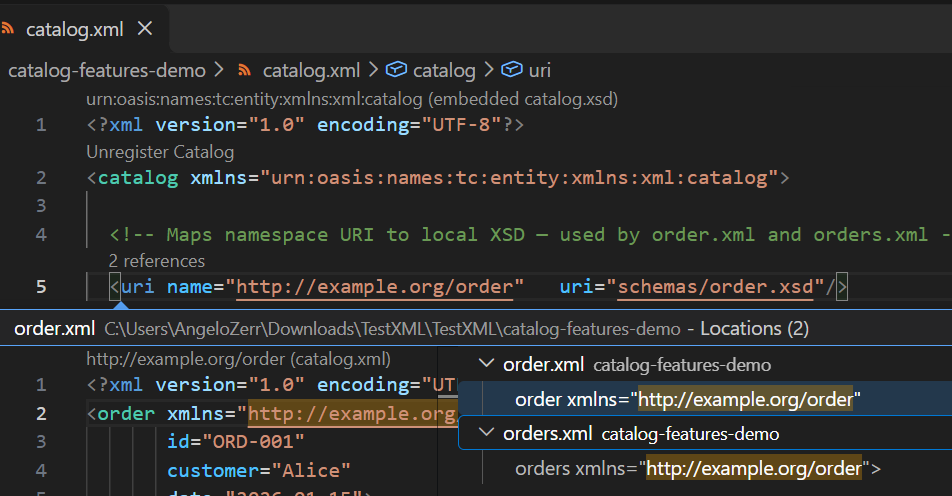 catalog.xml
catalog-features-demo > catalog.xml > catalog > uri
urn:oasis:names:tc:entity:xmlns:xml:catalog (embedded catalog.xsd)
1 <?xml version="1.0" encoding="UTF-8"?>
Unregister Catalog
2 <catalog xmlns="urn:oasis:names:tc:entity:xmlns:xml:catalog">
3
4 <!-- Maps namespace URI to local XSD — used by order.xml and orders.xml -
2 references
5 <uri name="http://example.org/order" uri="schemas/order.xsd"/>
order.xml C:\Users\AngeloZerr\Downloads\TestXML\TestXML\catalog-features-demo - Locations (2)
http://example.org/order (catalog.xml)
1 <?xml version="1.0" encoding="UT
2 <order xmlns="http://example.org
3 id="ORD-001"
4 customer="Alice"
date="2026-01-15">
order.xml catalog-features-demo
order xmlns="http://example.org/order"
orders.xml catalog-features-demo
orders xmlns="http://example.org/order">